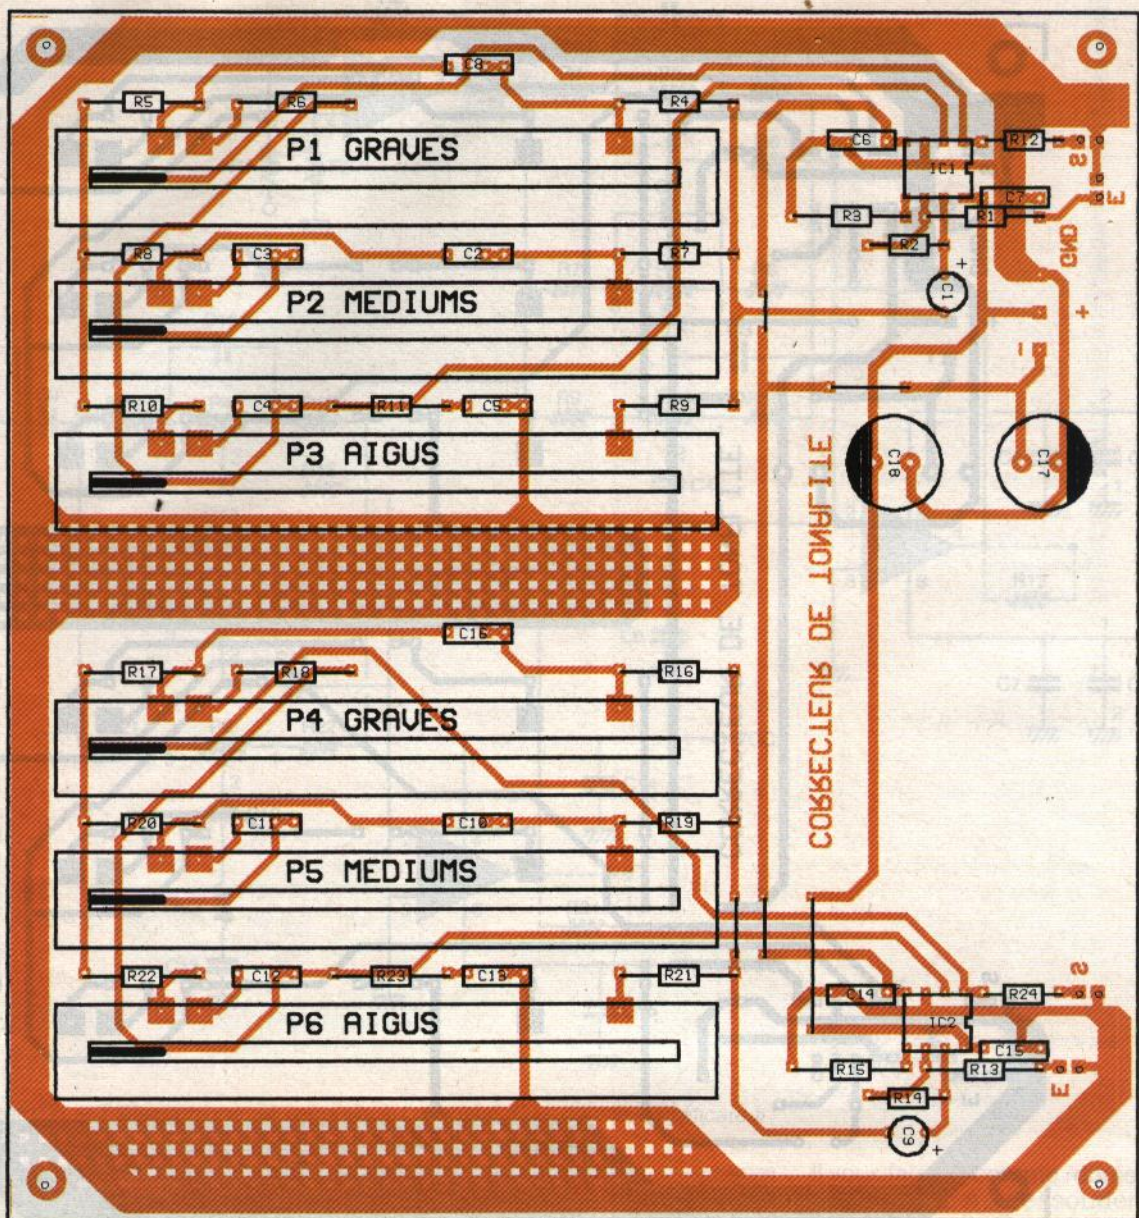 C8
R5 R6 R4
P1 GRAVES
C6 IC1 R12 S
C7 E
R3 R1
R2 GND
R8 C3 C2 R7
C1 +
P2 MEDIUMS
+
-
R10 C4 R11 C5 R9
P3 AIGUS
C18 C17
CORRECTEUR DE TONALITE
C16
R17 R18 R16
P4 GRAVES
R20 C11 C10 R19
P5 MEDIUMS
R22 C12 R23 C13 R21
C14 IC2 R24 S
P6 AIGUS
C15
R15 R13 E
R14
C9 +